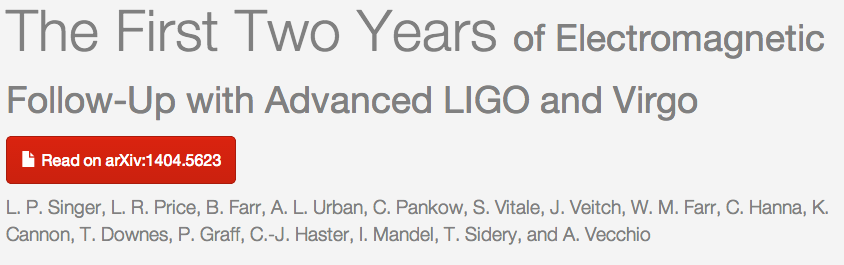 The First Two Years of Electromagnetic
Follow-Up with Advanced LIGO and Virgo
Read on arXiv:1404.5623
L. P. Singer, L. R. Price, B. Farr, A. L. Urban, C. Pankow, S. Vitale, J. Veitch, W. M. Farr, C. Hanna, K.
Cannon, T. Downes, P. Graff, C.-J. Haster, I. Mandel, T. Sidery, and A. Vecchio